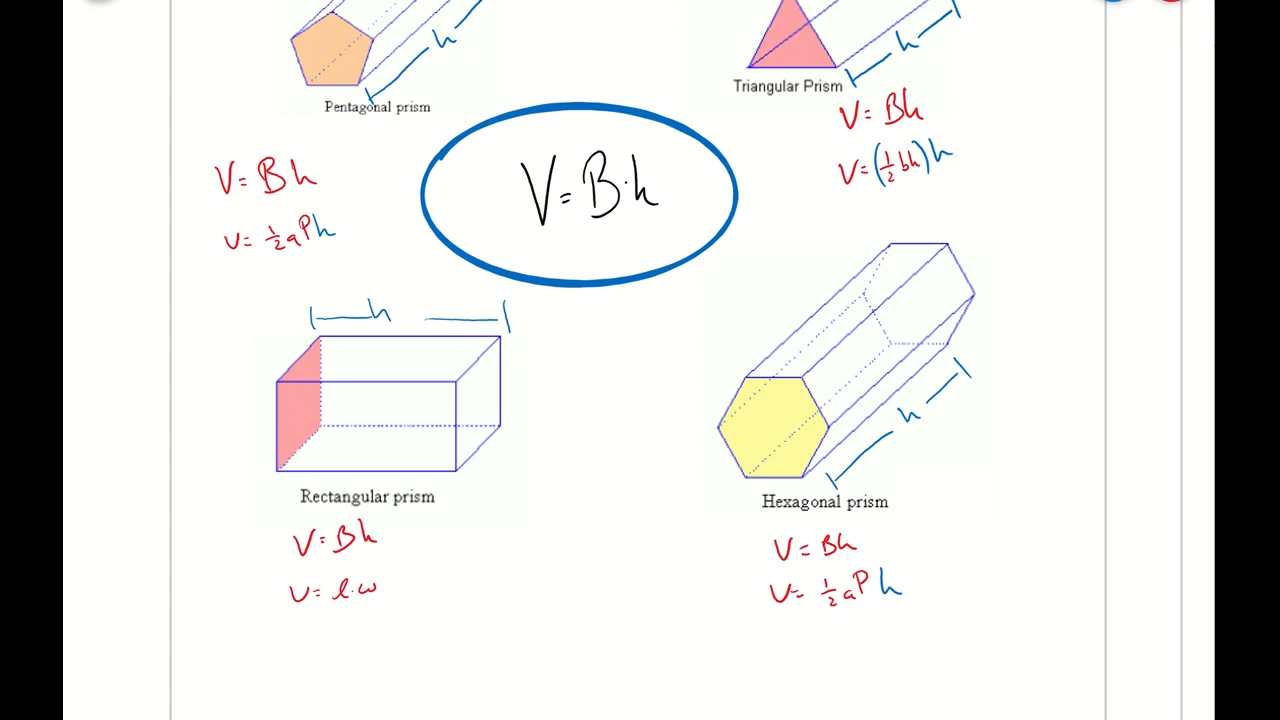 h
h
Pentagonal prism
Triangular Prism
V = Bh
V = (½bh)h
V = Bh
V = ½aPh
V = B·h
h
Rectangular prism
V = Bh
V = l·w
h
Hexagonal prism
V = Bh
V = ½aPh